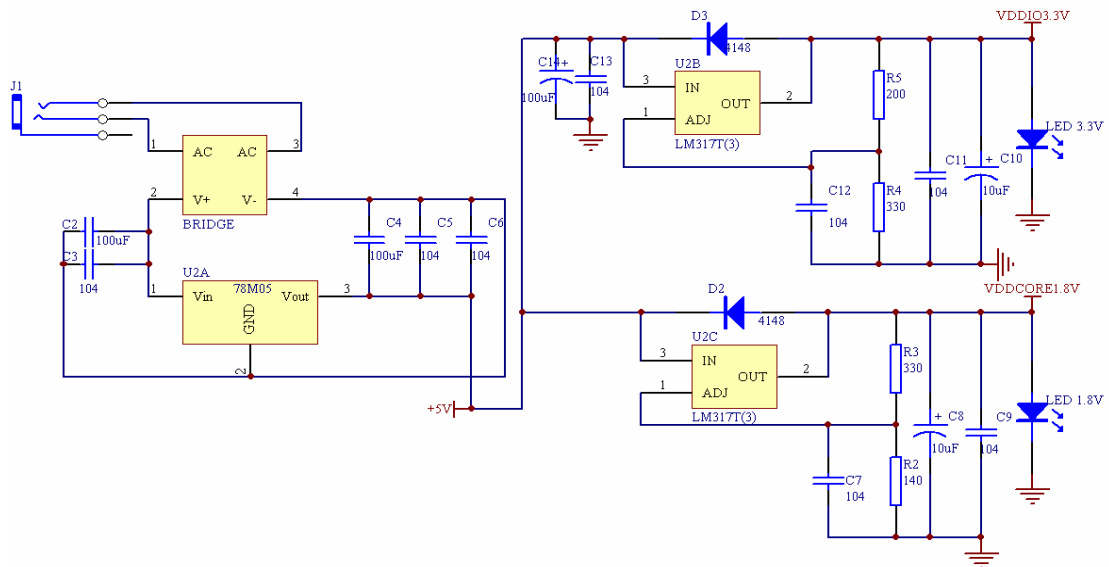 J1
1
AC
AC
3
2
V+
V-
4
BRIDGE
C2
100uF
C3
104
U2A
1
Vin
78M05
Vout
3
GND
2
C4
100uF
C5
104
C6
104
+5V
D3
4148
VDDIO3.3V
C14
+
100uF
C13
104
U2B
3
IN
OUT
2
1
ADJ
LM317T(3)
R5
200
C12
104
R4
330
C11
104
+
C10
10uF
LED 3.3V
D2
4148
VDDCORE1.8V
U2C
3
IN
OUT
2
1
ADJ
LM317T(3)
R3
330
C7
104
R2
140
+
C8
10uF
C9
104
LED 1.8V